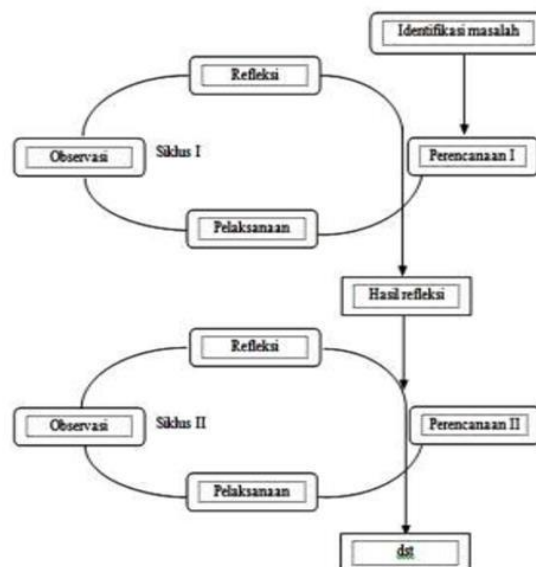 Identifikasi masalah
Refleksi
Observasi
Siklus I
Perencanaan I
Pelaksanaan
Hasil refleksi
Refleksi
Observasi
Siklus II
Perencanaan II
Pelaksanaan
dst